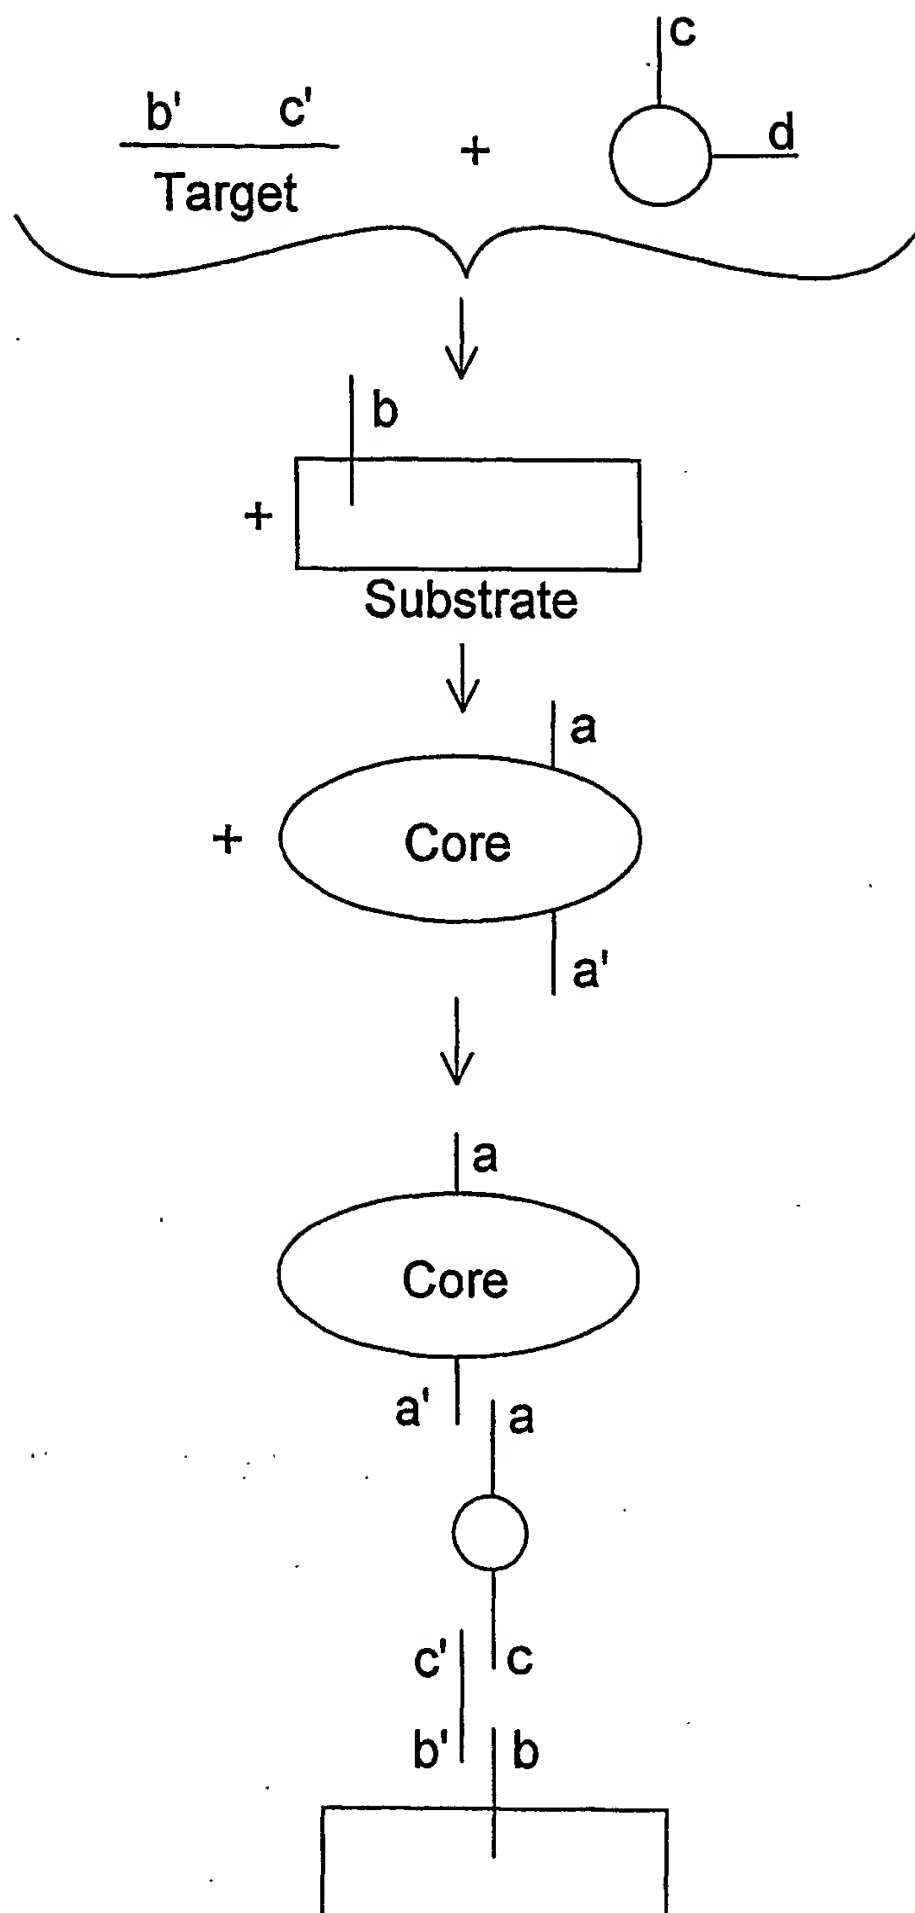 c
b' c'
+ d
Target
b
+
Substrate
a
+ Core
a'
a
Core
a' a
c' c
b' b